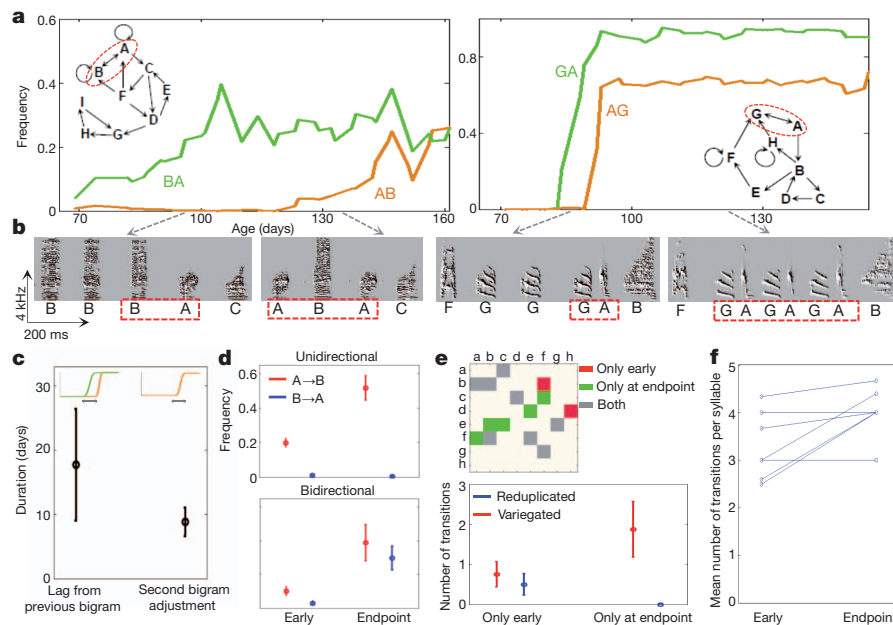 a
0.6
0.4
0.2
0
Frequency
A
B
C
E
F
I
D
H
G
BA
AB
70
100
130
160
Age (days)
1
0.8
0.4
0
GA
AG
G
A
H
F
B
E
D
C
70
100
130
b
4 kHz
200 ms
B B B A C
A B A C
F G G G A B
F G A G A G A B
c
Duration (days)
30
20
10
0
Lag from
previous bigram
Second bigram
adjustment
d
Unidirectional
A→B
B→A
Frequency
0.6
0.4
0.2
0
Bidirectional
Early
Endpoint
e
a b c d e f g h
a
b
c
d
e
f
g
h
Only early
Only at endpoint
Both
Number of transitions
3
2
1
0
Reduplicated
Variegated
Only early
Only at endpoint
f
Mean number of transitions per syllable
5
4
3
2
1
0
Early
Endpoint